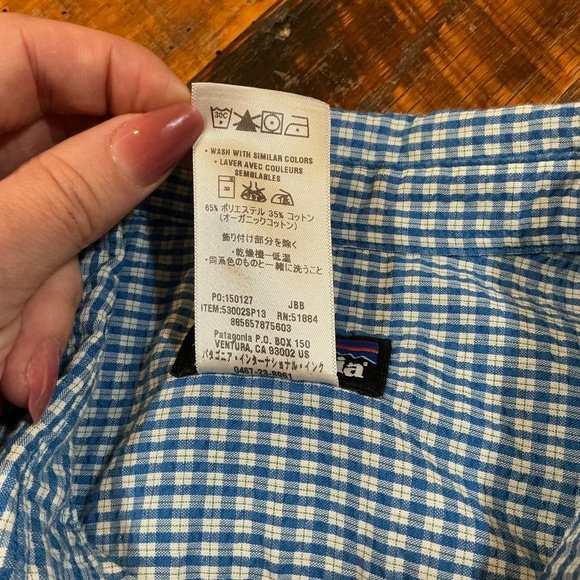 30C
• WASH WITH SIMILAR COLORS
• LAVER AVEC COULEURS
SEMBLABLES
65% ポリエステル 35% コットン
(オーガニックコットン)
飾り付け部分を除く
・乾燥機一低温
・同系色のものと一緒に洗うこと
PO:150127 JBB
ITEM:53002SP13 RN:51884
885657875603
Patagonia P.O. BOX 150
VENTURA, CA 93002 US
パタゴニア・インターナショナル・インク